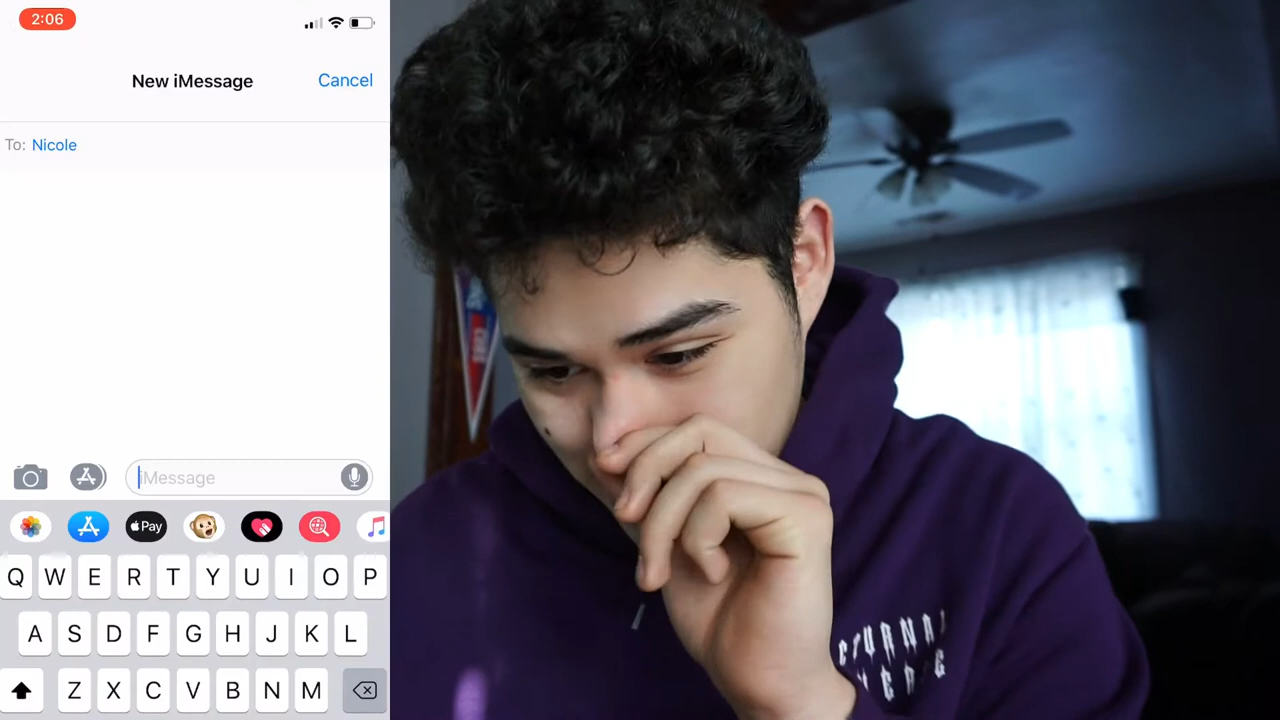 2:06
New iMessage
Cancel
To: Nicole
iMessage
Pay
Q W E R T Y U I O P
A S D F G H J K L
Z X C V B N M